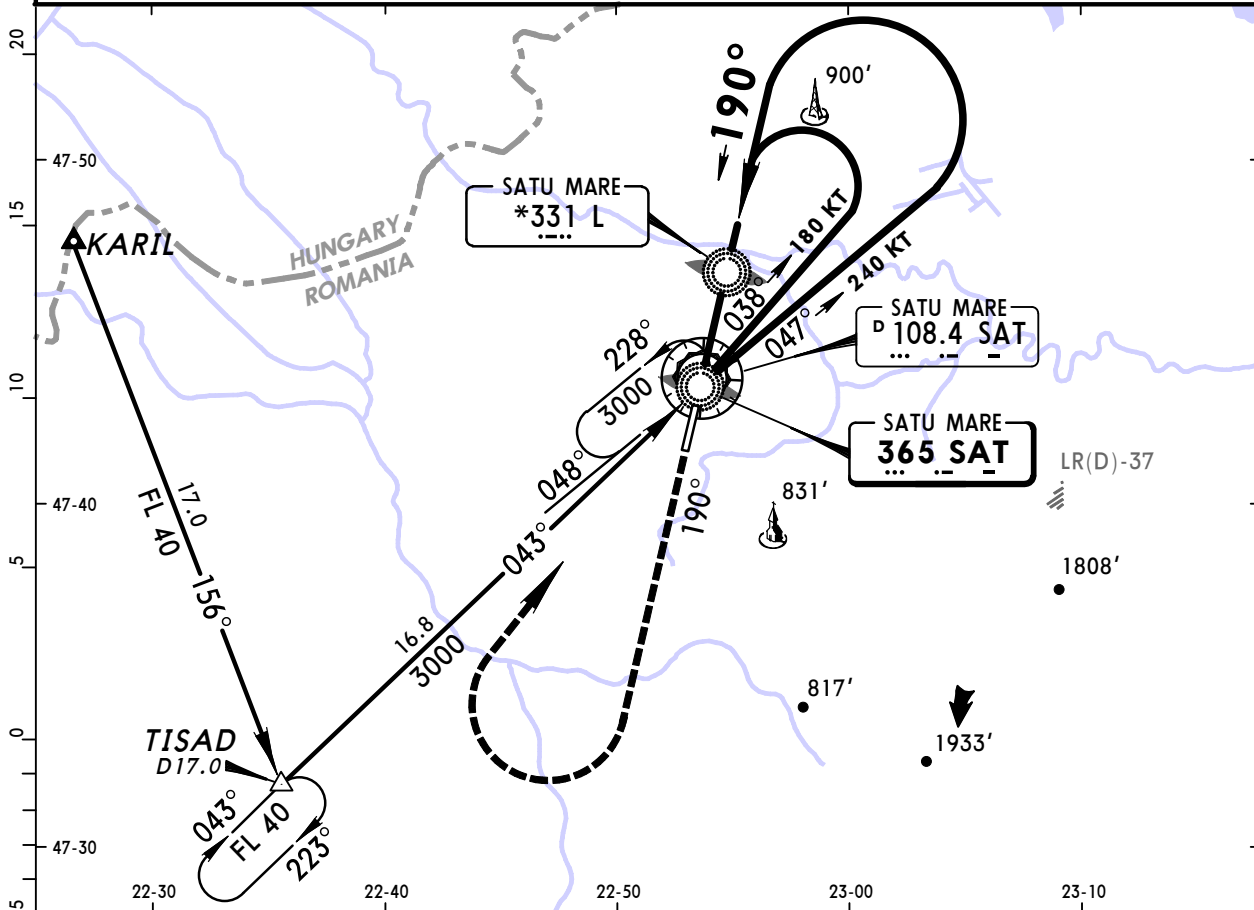 20
15
10
5
0
5
47-50
47-40
47-30
22-30
22-40
22-50
23-00
23-10
190°
900'
SATU MARE
*331 L
KARIL
HUNGARY
ROMANIA
180 KT
240 KT
038°
047°
SATU MARE
D 108.4 SAT
228°
3000
048°
SATU MARE
365 SAT
LR(D)-37
831'
190°
17.0
FL 40
156°
043°
1808'
16.8
3000
817'
1933'
TISAD
D17.0
043°
FL 40
223°